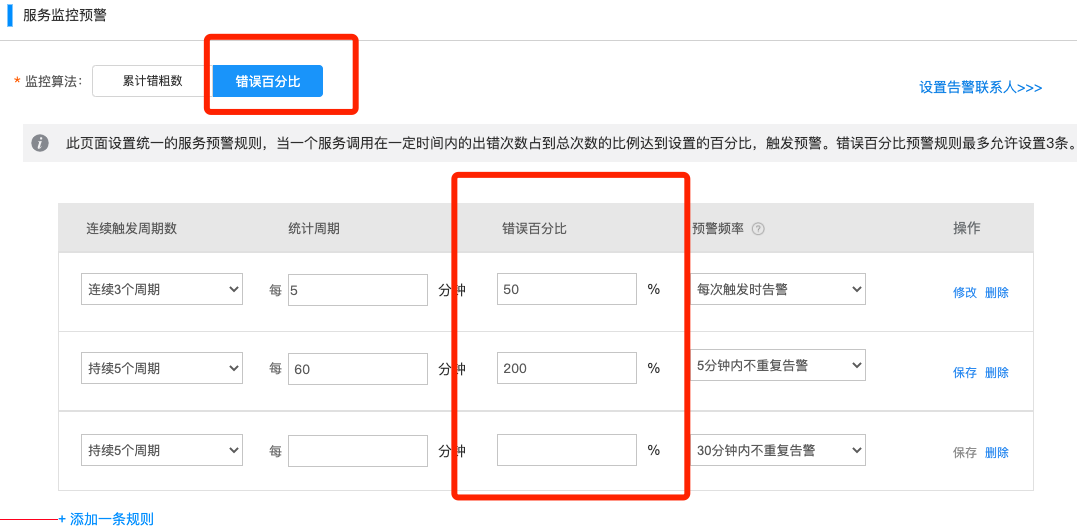 服务监控预警
* 监控算法: 累计错粗数 错误百分比 设置告警联系人>>>
i 此页面设置统一的服务预警规则，当一个服务调用在一定时间内的出错次数占到总次数的比例达到设置的百分比，触发预警。错误百分比预警规则最多允许设置3条。
连续触发周期数 统计周期 错误百分比 预警频率 ? 操作
连续3个周期 每 5 分钟 50 % 每次触发时告警 修改 删除
持续5个周期 每 60 分钟 200 % 5分钟内不重复告警 保存 删除
持续5个周期 每 分钟 % 30分钟内不重复告警 保存 删除
+ 添加一条规则